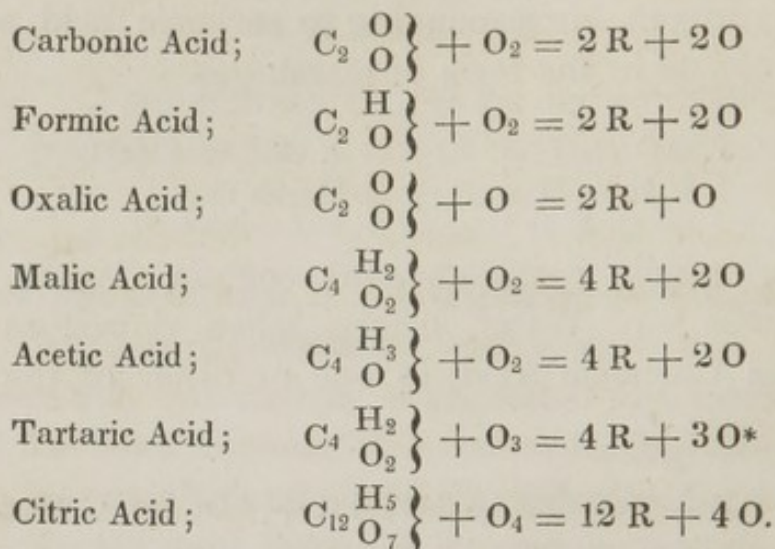 Carbonic Acid; C₂ O O } + O₂ = 2 R + 2 O
Formic Acid; C₂ H O } + O₂ = 2 R + 2 O
Oxalic Acid; C₂ O O } + O = 2 R + O
Malic Acid; C₄ H₂ O₂ } + O₂ = 4 R + 2 O
Acetic Acid; C₄ H₃ O } + O₂ = 4 R + 2 O
Tartaric Acid; C₄ H₂ O₂ } + O₃ = 4 R + 3 O*
Citric Acid; C₁₂ H₅ O₇ } + O₄ = 12 R + 4 O.